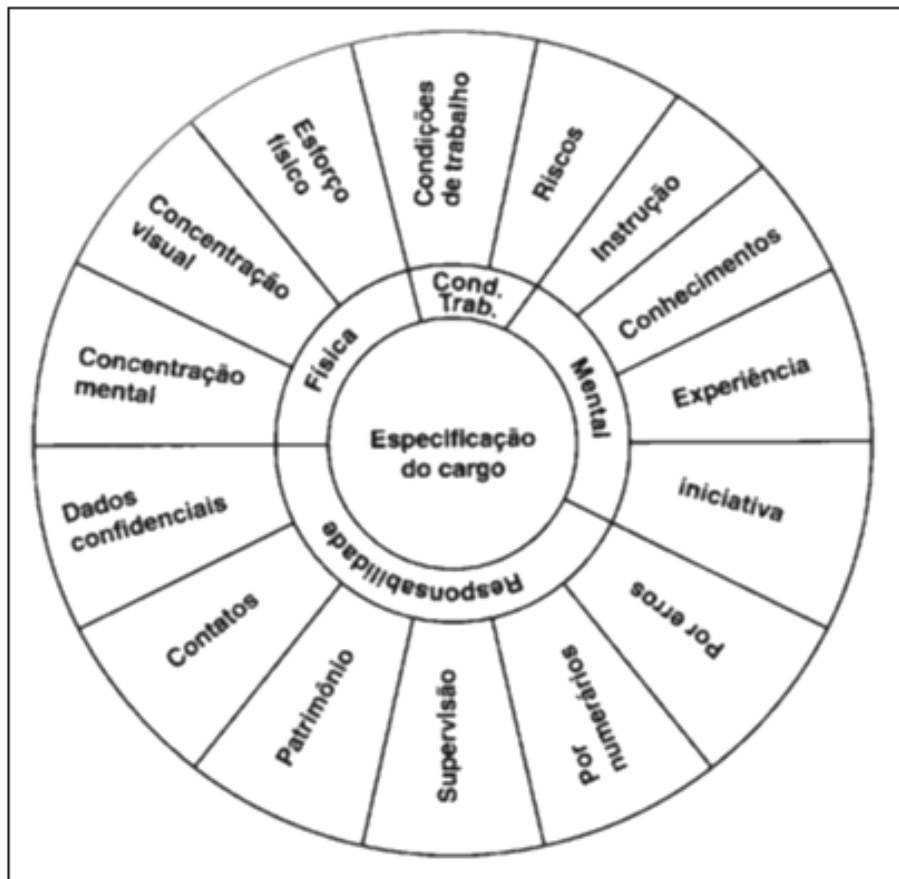 Especificação
do cargo
Cond.
Trab.
Mental
Responsabilidade
Física
Condições
de trabalho
Riscos
Instrução
Conhecimentos
Experiência
iniciativa
Por erros
Por
numerários
Supervisão
Patrimônio
Contatos
Dados
confidenciais
Concentração
mental
Concentração
visual
Esforço
físico